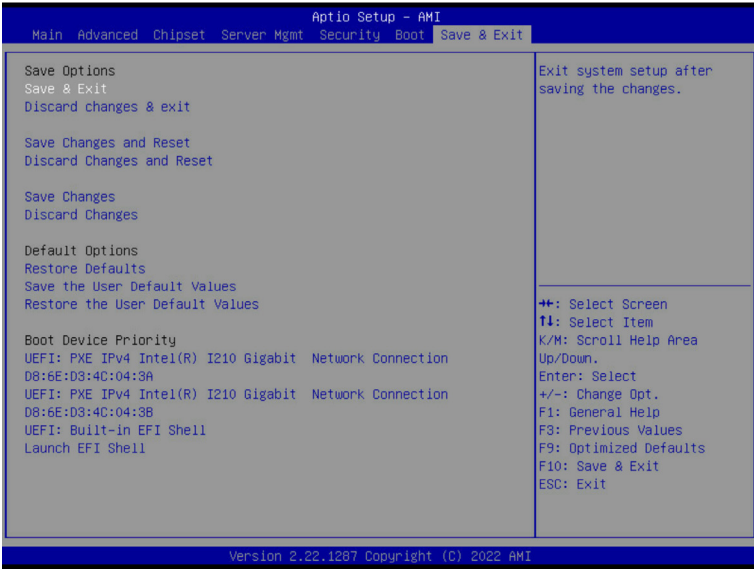 Aptio Setup - AMI
Main Advanced Chipset Server Mgmt Security Boot Save & Exit
Save Options
Save & Exit
Discard changes & exit
Save Changes and Reset
Discard Changes and Reset
Save Changes
Discard Changes
Default Options
Restore Defaults
Save the User Default Values
Restore the User Default Values
Boot Device Priority
UEFI: PXE IPv4 Intel(R) I210 Gigabit  Network Connection
D8:6E:D3:4C:04:3A
UEFI: PXE IPv4 Intel(R) I210 Gigabit  Network Connection
D8:6E:D3:4C:04:3B
UEFI: Built-in EFI Shell
Launch EFI Shell
Exit system setup after
saving the changes.
→←: Select Screen
↑↓: Select Item
K/M: Scroll Help Area
Up/Down.
Enter: Select
+/-: Change Opt.
F1: General Help
F3: Previous Values
F9: Optimized Defaults
F10: Save & Exit
ESC: Exit
Version 2.22.1287 Copyright (C) 2022 AMI